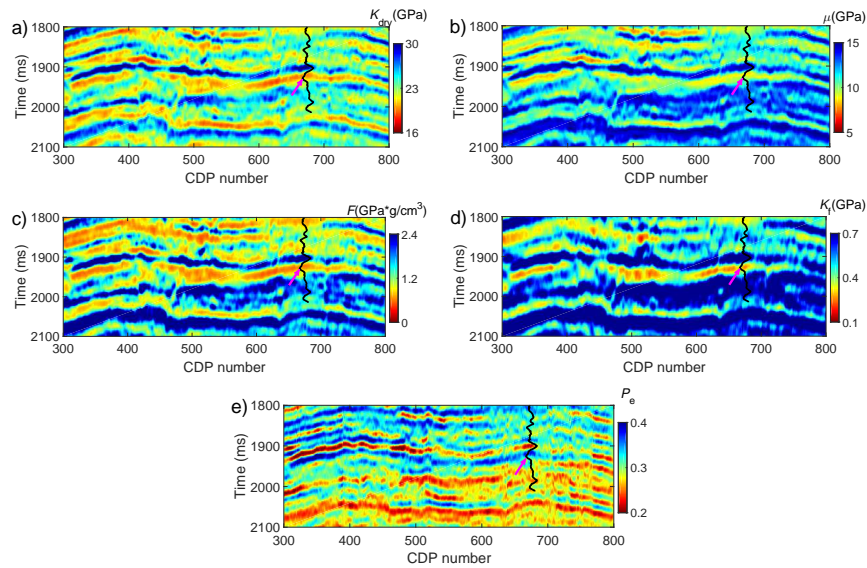 a)
K_dry(GPa)
1800
1900
2000
2100
Time (ms)
300 400 500 600 700 800
CDP number
30
23
16
b)
μ(GPa)
1800
1900
2000
2100
Time (ms)
300 400 500 600 700 800
CDP number
15
10
5
c)
F(GPa*g/cm³)
1800
1900
2000
2100
Time (ms)
300 400 500 600 700 800
CDP number
2.4
1.2
0
d)
K_f(GPa)
1800
1900
2000
2100
Time (ms)
300 400 500 600 700 800
CDP number
0.7
0.4
0.1
e)
P_e
1800
1900
2000
2100
Time (ms)
300 400 500 600 700 800
CDP number
0.4
0.3
0.2